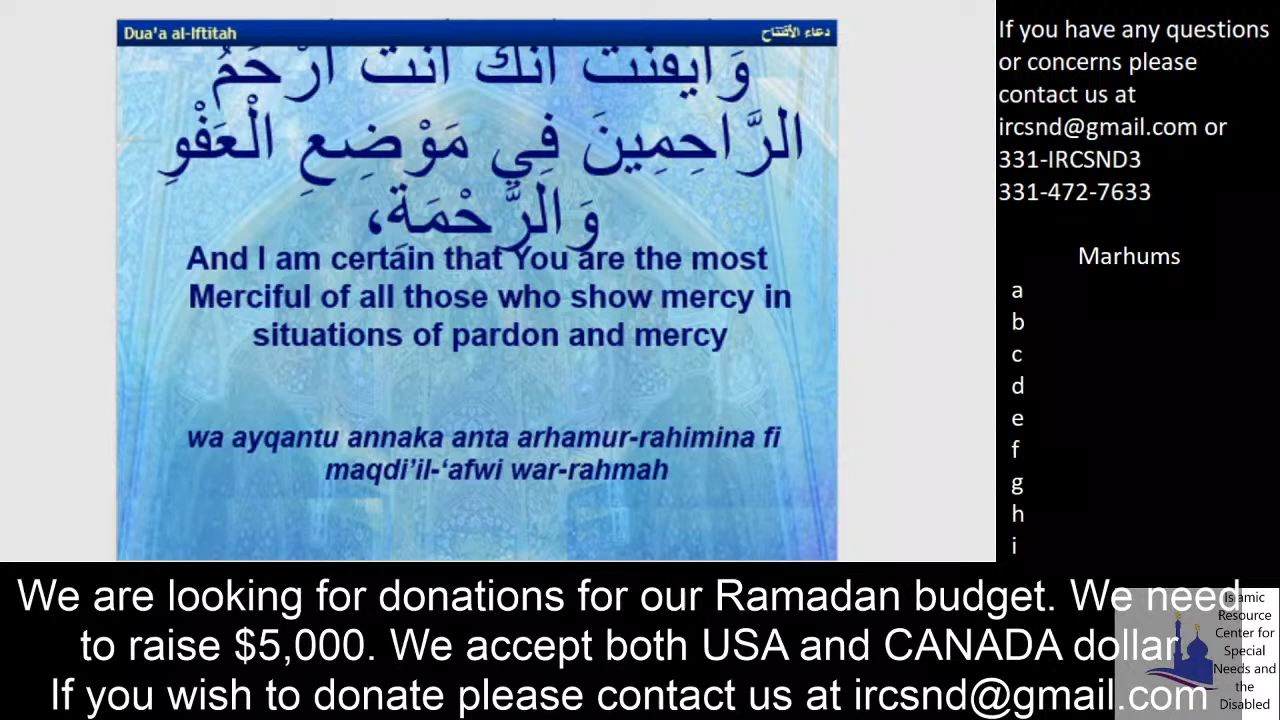 Dua'a al-Iftitah
دعاء الأفتتاح
وَأَيْقَنْتُ أَنَّكَ أَنْتَ أَرْحَمُ
الرَّاحِمِينَ فِي مَوْضِعِ الْعَفْوِ
وَالرَّحْمَةِ،
And I am certain that You are the most
Merciful of all those who show mercy in
situations of pardon and mercy
wa ayqantu annaka anta arhamur-rahimina fi
maqdi’il-‘afwi war-rahmah
If you have any questions
or concerns please
contact us at
ircsnd@gmail.com or
331-IRCSND3
331-472-7633
Marhums
a
b
c
d
e
f
g
h
i
We are looking for donations for our Ramadan budget. We need
to raise $5,000. We accept both USA and CANADA dollar
If you wish to donate please contact us at ircsnd@gmail.com
Islamic
Resource
Center for
Special
Needs and
the
Disabled